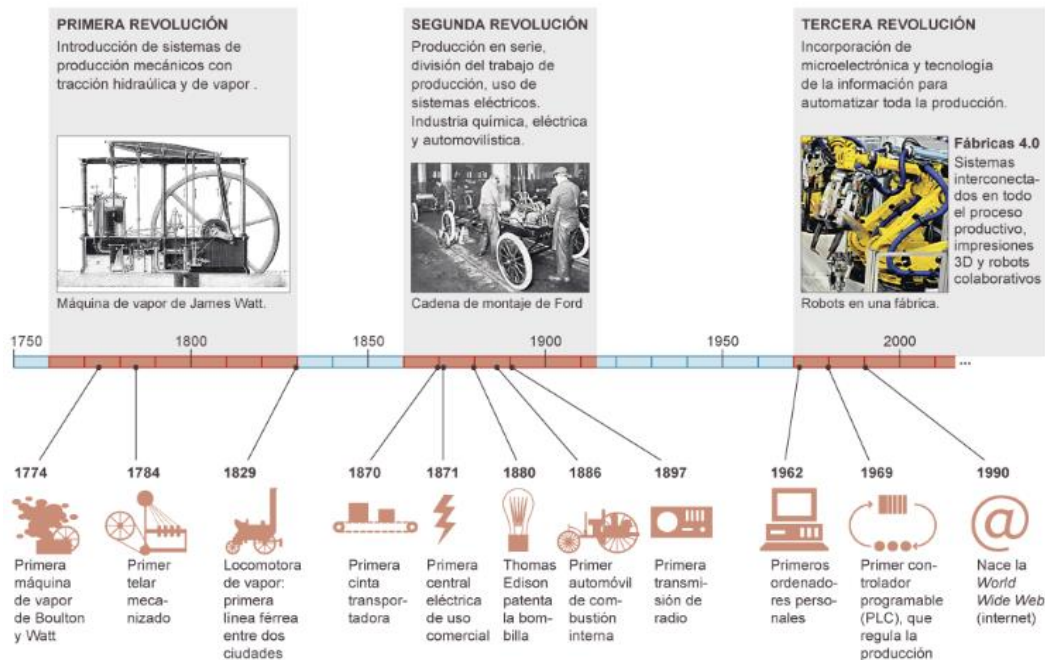 PRIMERA REVOLUCIÓN
Introducción de sistemas de
producción mecánicos con
tracción hidraúlica y de vapor .
Máquina de vapor de James Watt.
SEGUNDA REVOLUCIÓN
Producción en serie,
división del trabajo de
producción, uso de
sistemas eléctricos.
Industria química, eléctrica
y automovilística.
Cadena de montaje de Ford
TERCERA REVOLUCIÓN
Incorporación de
microelectrónica y tecnología
de la información para
automatizar toda la producción.
Fábricas 4.0
Sistemas
interconecta-
dos en todo
el proceso
productivo,
impresiones
3D y robots
colaborativos
Robots en una fábrica.
1750
1800
1850
1900
1950
2000
...
1774
Primera
máquina
de vapor
de Boulton
y Watt
1784
Primer
telar
meca-
nizado
1829
Locomotora
de vapor:
primera
línea férrea
entre dos
ciudades
1870
Primera
cinta
transpor-
tadora
1871
Primera
central
eléctrica
de uso
comercial
1880
Thomas
Edison
patenta
la bom-
billa
1886
Primer
automóvil
de com-
bustión
interna
1897
Primera
transmi-
sión de
radio
1962
Primeros
ordenado-
res perso-
nales
1969
Primer con-
trolador
programable
(PLC), que
regula la
producción
1990
@
Nace la
World
Wide Web
(internet)